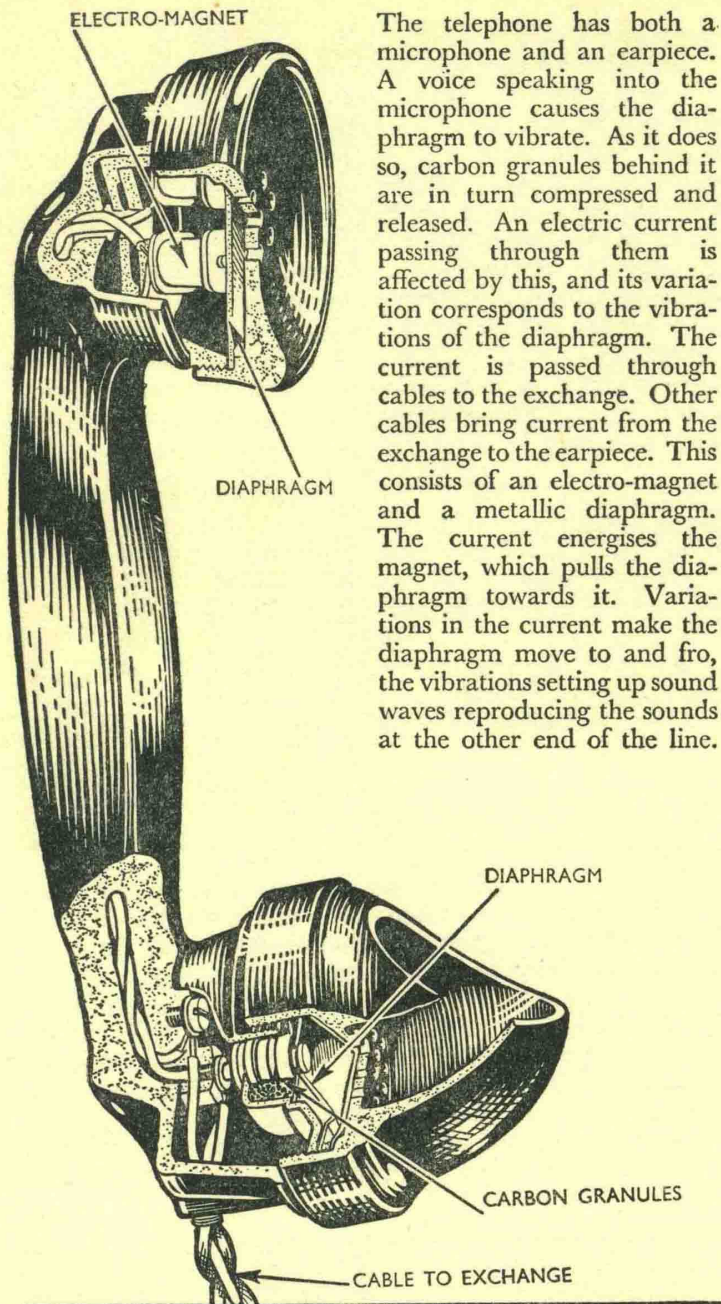 ELECTRO-MAGNET
The telephone has both a
microphone and an earpiece.
A voice speaking into the
microphone causes the dia-
phragm to vibrate. As it does
so, carbon granules behind it
are in turn compressed and
released. An electric current
passing through them is
affected by this, and its varia-
tion corresponds to the vibra-
tions of the diaphragm. The
current is passed through
cables to the exchange. Other
cables bring current from the
exchange to the earpiece. This
consists of an electro-magnet
and a metallic diaphragm.
The current energises the
magnet, which pulls the dia-
phragm towards it. Varia-
tions in the current make the
diaphragm move to and fro,
the vibrations setting up sound
waves reproducing the sounds
at the other end of the line.
DIAPHRAGM
DIAPHRAGM
CARBON GRANULES
CABLE TO EXCHANGE